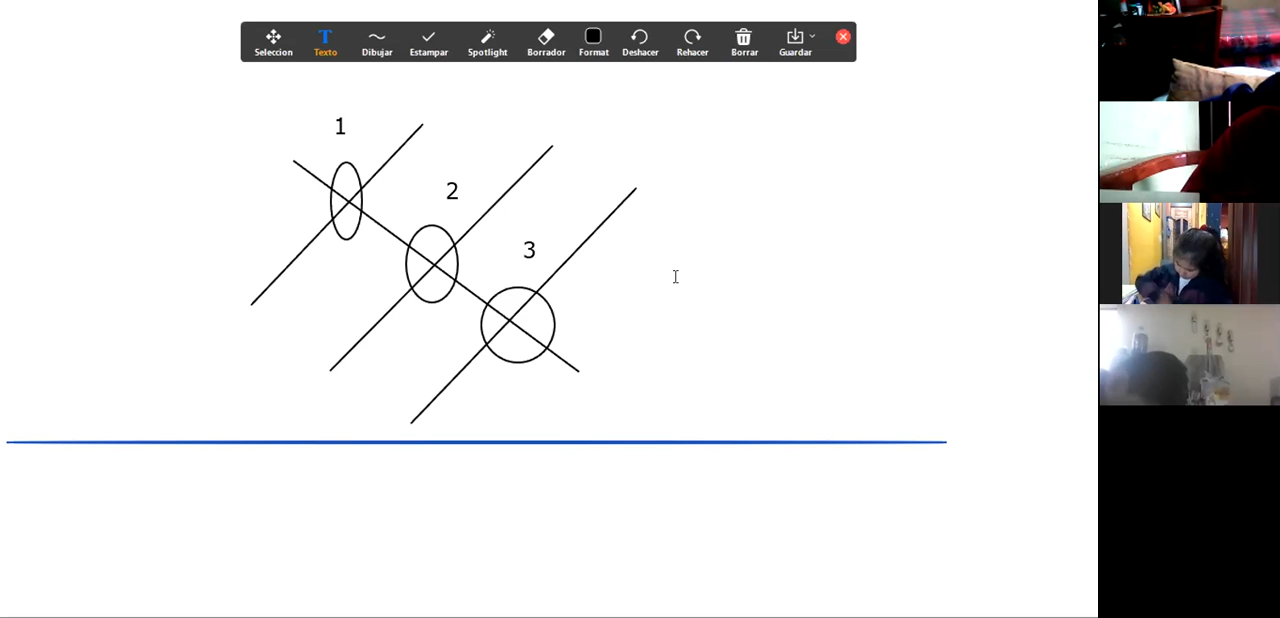 Seleccion Texto Dibujar Estampar Spotlight Borrador Format Deshacer Rehacer Borrar Guardar
1
2
3